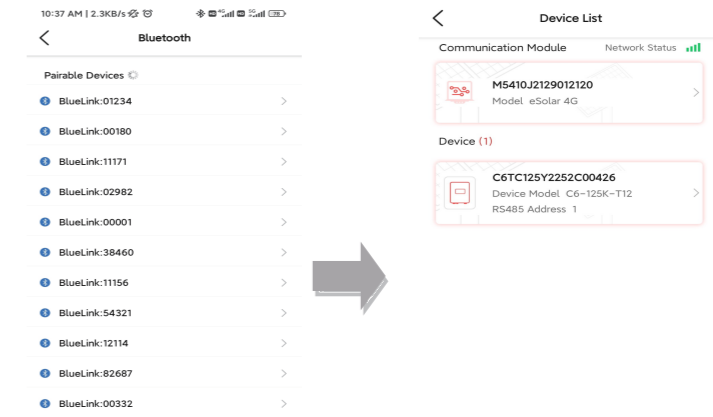 10:37 AM | 2.3KB/s
Bluetooth
Pairable Devices
BlueLink:01234
BlueLink:00180
BlueLink:11171
BlueLink:02982
BlueLink:00001
BlueLink:38460
BlueLink:11156
BlueLink:54321
BlueLink:12114
BlueLink:82687
BlueLink:00332
Device List
Communication Module Network Status
M5410J2129012120
Model eSolar 4G
Device (1)
C6TC125Y2252C00426
Device Model C6-125K-T12
RS485 Address 1